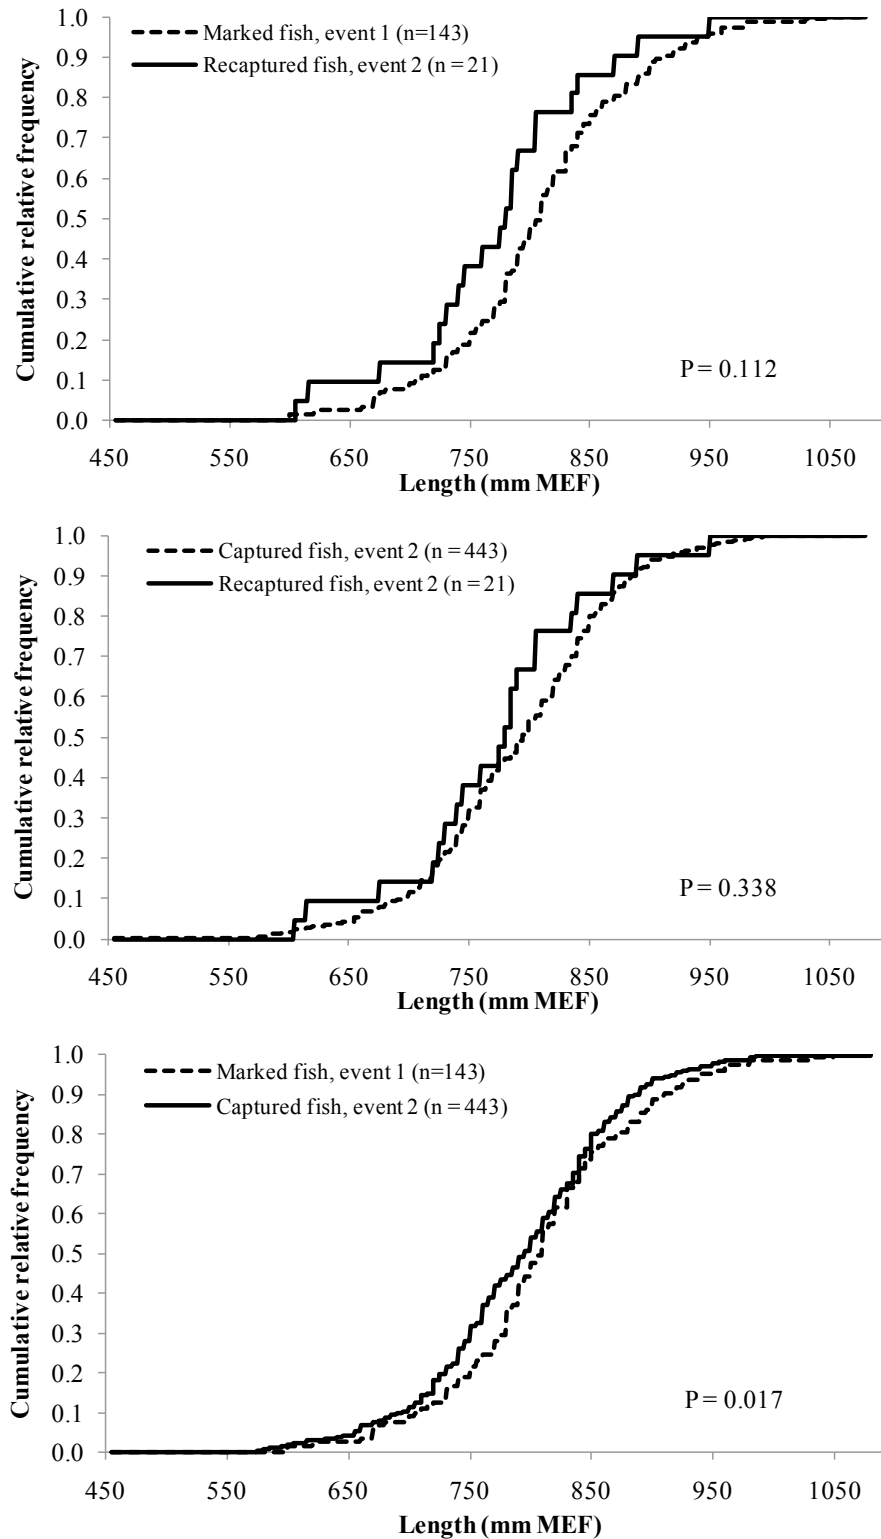 Cumulative relative frequency
1.0
0.9
0.8
0.7
0.6
0.5
0.4
0.3
0.2
0.1
0.0
Marked fish, event 1 (n=143)
Recaptured fish, event 2 (n = 21)
P = 0.112
450 550 650 750 850 950 1050
Length (mm MEF)
Cumulative relative frequency
1.0
0.9
0.8
0.7
0.6
0.5
0.4
0.3
0.2
0.1
0.0
Captured fish, event 2 (n = 443)
Recaptured fish, event 2 (n = 21)
P = 0.338
450 550 650 750 850 950 1050
Length (mm MEF)
Cumulative relative frequency
1.0
0.9
0.8
0.7
0.6
0.5
0.4
0.3
0.2
0.1
0.0
Marked fish, event 1 (n=143)
Captured fish, event 2 (n = 443)
P = 0.017
450 550 650 750 850 950 1050
Length (mm MEF)